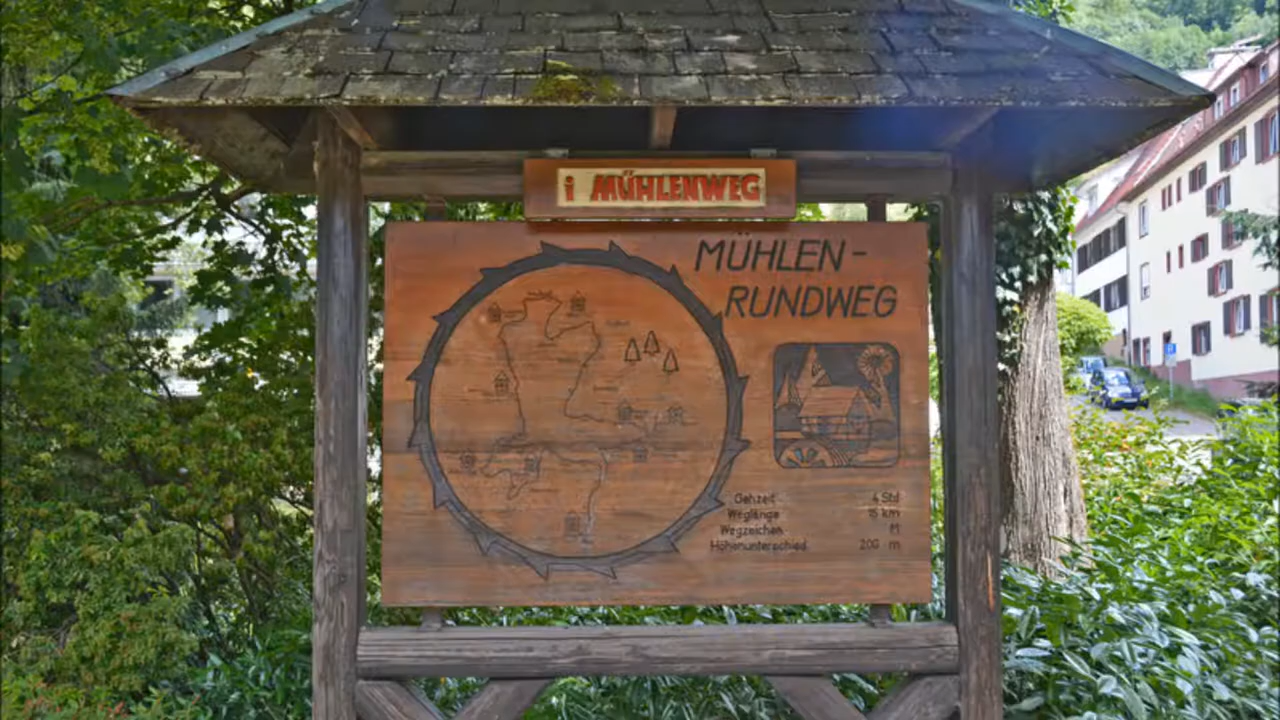 i MÜHLENWEG
MÜHLEN-
RUNDWEG
Gehzeit 4 Std
Weglänge 15 km
Wegzeichen M
Höhenunterschied 200 m